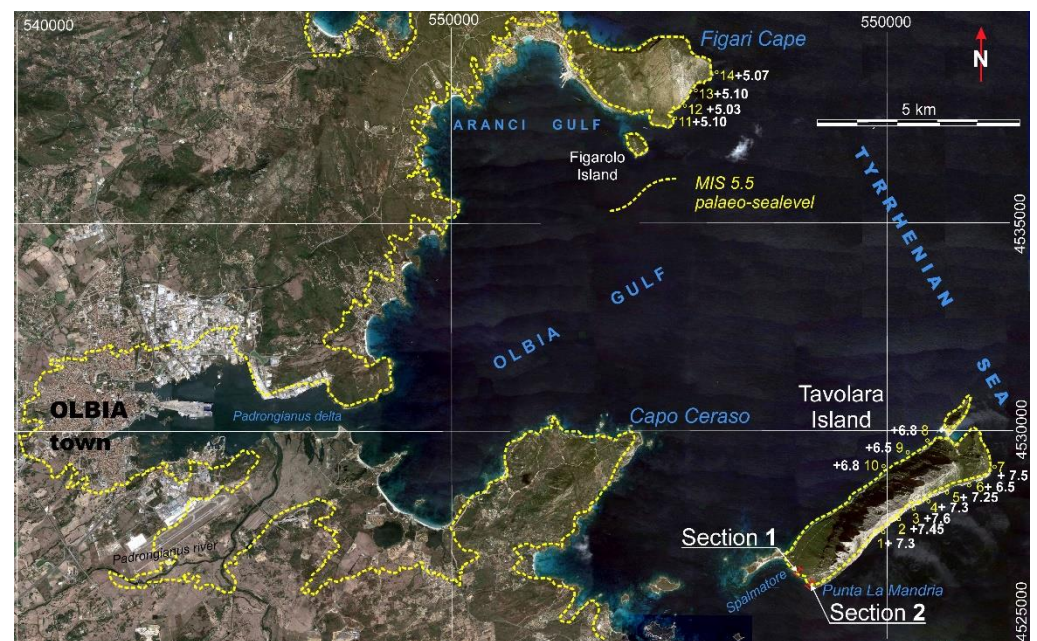 540000
550000
550000
Figari Cape
N
14+5.07
13+5.10
12 +5.03
11+5.10
5 km
ARANCI GULF
Figarolo
Island
MIS 5.5
palaeo-sealevel
TYRRHENIAN
SEA
4535000
OLBIA GULF
Tavolara
Island
OLBIA
town
Padrongianus delta
Capo Ceraso
4530000
+6.8 8
+6.5 9
+6.8 10
7
+ 7.5
6+ 6.5
5+ 7.25
4+ 7.3
3+7.6
2 +7.45
1+ 7.3
Section 1
Padrongianus river
Spalmatore
Punta La Mandria
Section 2
4525000